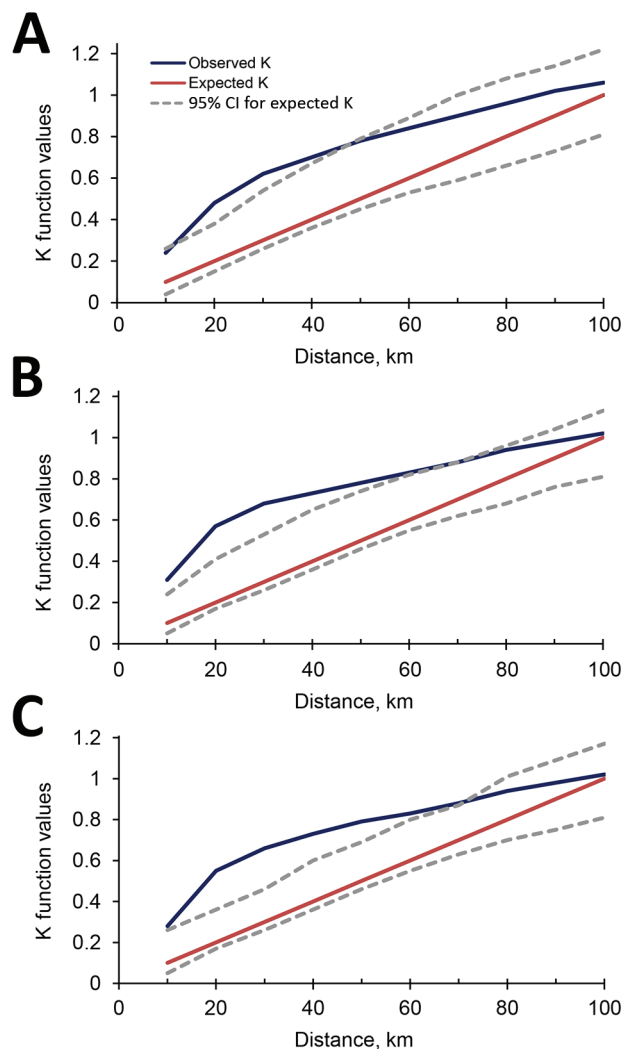 A
1.2
1
0.8
0.6
0.4
0.2
0
K function values
Observed K
Expected K
95% CI for expected K
0 20 40 60 80 100
Distance, km
B
1.2
1
0.8
0.6
0.4
0.2
0
K function values
0 20 40 60 80 100
Distance, km
C
1.2
1
0.8
0.6
0.4
0.2
0
K function values
0 20 40 60 80 100
Distance, km